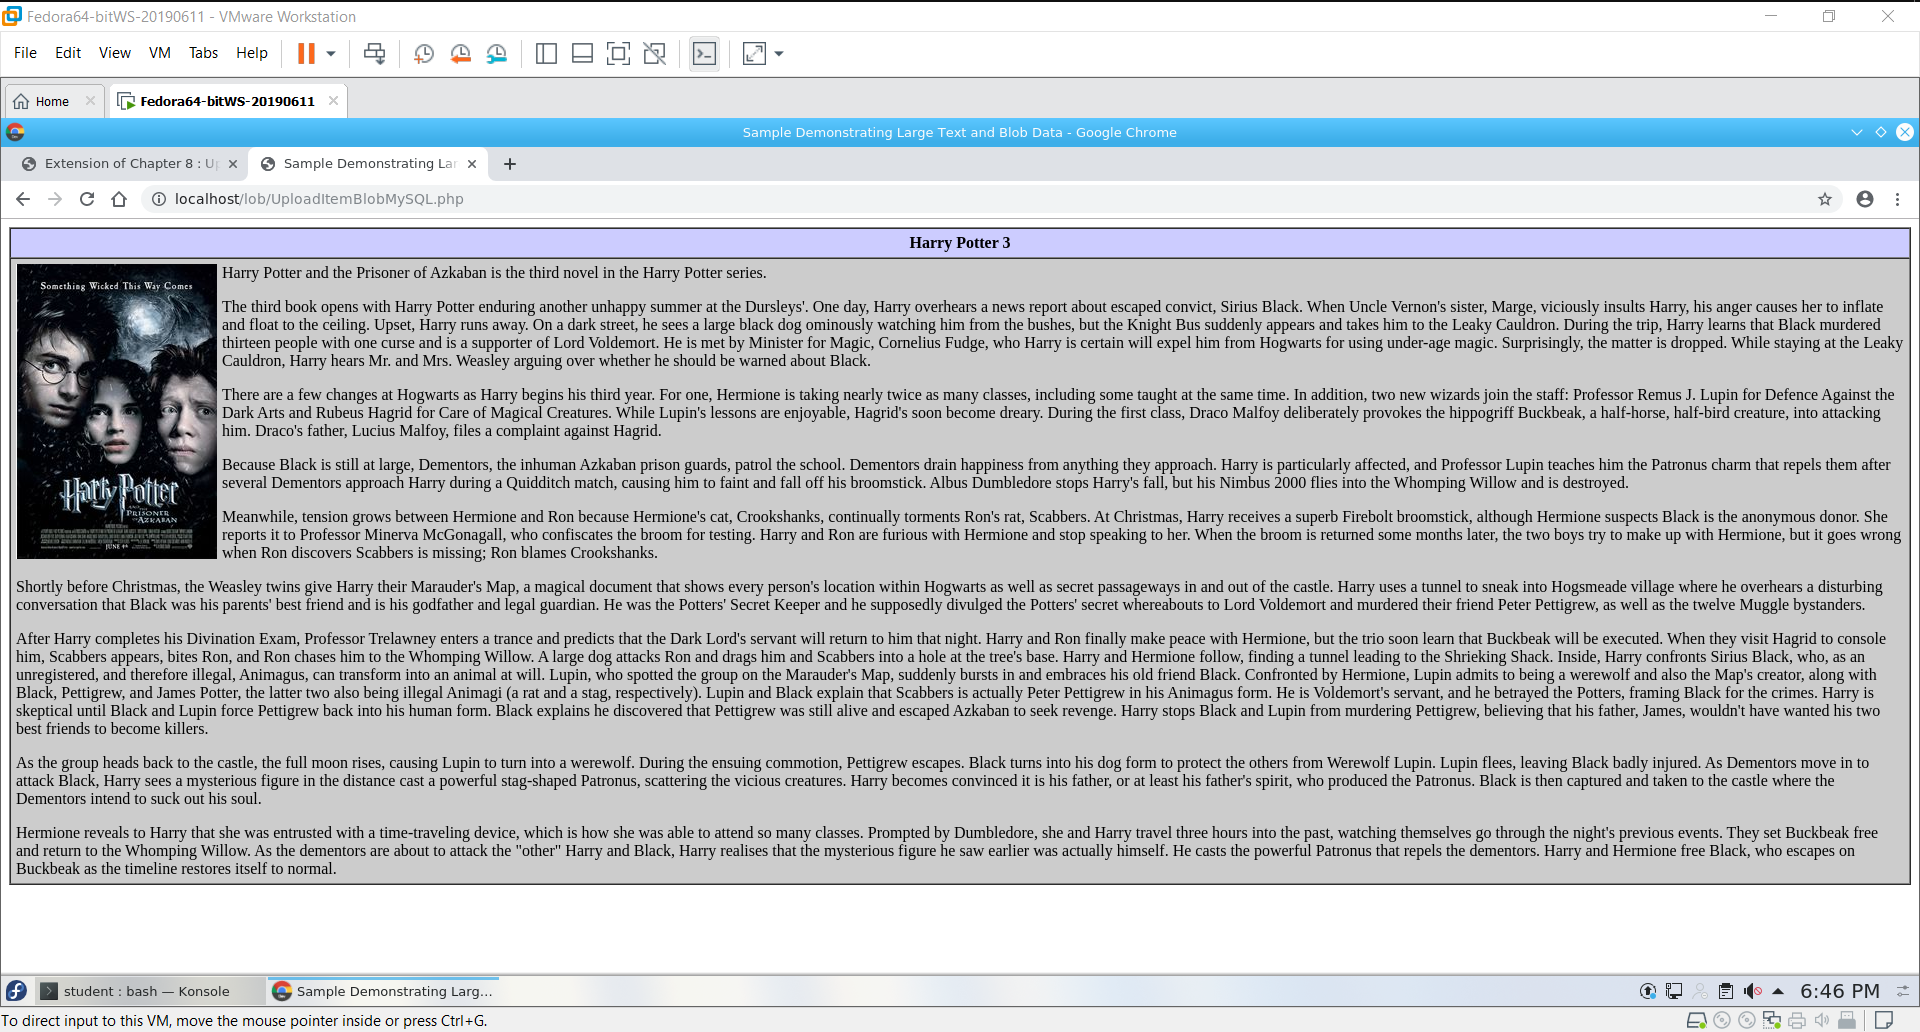 Fedora64-bitWS-20190611 - VMware Workstation
File Edit View VM Tabs Help
Home Fedora64-bitWS-20190611
Sample Demonstrating Large Text and Blob Data - Google Chrome
Extension of Chapter 8 : Up Sample Demonstrating Lar
localhost/lob/UploadItemBlobMySQL.php
Harry Potter 3
Something Wicked This Way Comes
Harry Potter
AND THE
PRISONER OF
AZKABAN
JUNE 4
Harry Potter and the Prisoner of Azkaban is the third novel in the Harry Potter series.
The third book opens with Harry Potter enduring another unhappy summer at the Dursleys'. One day, Harry overhears a news report about escaped convict, Sirius Black. When Uncle Vernon's sister, Marge, viciously insults Harry, his anger causes her to inflate
and float to the ceiling. Upset, Harry runs away. On a dark street, he sees a large black dog ominously watching him from the bushes, but the Knight Bus suddenly appears and takes him to the Leaky Cauldron. During the trip, Harry learns that Black murdered
thirteen people with one curse and is a supporter of Lord Voldemort. He is met by Minister for Magic, Cornelius Fudge, who Harry is certain will expel him from Hogwarts for using under-age magic. Surprisingly, the matter is dropped. While staying at the Leaky
Cauldron, Harry hears Mr. and Mrs. Weasley arguing over whether he should be warned about Black.
There are a few changes at Hogwarts as Harry begins his third year. For one, Hermione is taking nearly twice as many classes, including some taught at the same time. In addition, two new wizards join the staff: Professor Remus J. Lupin for Defence Against the
Dark Arts and Rubeus Hagrid for Care of Magical Creatures. While Lupin's lessons are enjoyable, Hagrid's soon become dreary. During the first class, Draco Malfoy deliberately provokes the hippogriff Buckbeak, a half-horse, half-bird creature, into attacking
him. Draco's father, Lucius Malfoy, files a complaint against Hagrid.
Because Black is still at large, Dementors, the inhuman Azkaban prison guards, patrol the school. Dementors drain happiness from anything they approach. Harry is particularly affected, and Professor Lupin teaches him the Patronus charm that repels them after
several Dementors approach Harry during a Quidditch match, causing him to faint and fall off his broomstick. Albus Dumbledore stops Harry's fall, but his Nimbus 2000 flies into the Whomping Willow and is destroyed.
Meanwhile, tension grows between Hermione and Ron because Hermione's cat, Crookshanks, continually torments Ron's rat, Scabbers. At Christmas, Harry receives a superb Firebolt broomstick, although Hermione suspects Black is the anonymous donor. She
reports it to Professor Minerva McGonagall, who confiscates the broom for testing. Harry and Ron are furious with Hermione and stop speaking to her. When the broom is returned some months later, the two boys try to make up with Hermione, but it goes wrong
when Ron discovers Scabbers is missing; Ron blames Crookshanks.
Shortly before Christmas, the Weasley twins give Harry their Marauder's Map, a magical document that shows every person's location within Hogwarts as well as secret passageways in and out of the castle. Harry uses a tunnel to sneak into Hogsmeade village where he overhears a disturbing
conversation that Black was his parents' best friend and is his godfather and legal guardian. He was the Potters' Secret Keeper and he supposedly divulged the Potters' secret whereabouts to Lord Voldemort and murdered their friend Peter Pettigrew, as well as the twelve Muggle bystanders.
After Harry completes his Divination Exam, Professor Trelawney enters a trance and predicts that the Dark Lord's servant will return to him that night. Harry and Ron finally make peace with Hermione, but the trio soon learn that Buckbeak will be executed. When they visit Hagrid to console
him, Scabbers appears, bites Ron, and Ron chases him to the Whomping Willow. A large dog attacks Ron and drags him and Scabbers into a hole at the tree's base. Harry and Hermione follow, finding a tunnel leading to the Shrieking Shack. Inside, Harry confronts Sirius Black, who, as an
unregistered, and therefore illegal, Animagus, can transform into an animal at will. Lupin, who spotted the group on the Marauder's Map, suddenly bursts in and embraces his old friend Black. Confronted by Hermione, Lupin admits to being a werewolf and also the Map's creator, along with
Black, Pettigrew, and James Potter, the latter two also being illegal Animagi (a rat and a stag, respectively). Lupin and Black explain that Scabbers is actually Peter Pettigrew in his Animagus form. He is Voldemort's servant, and he betrayed the Potters, framing Black for the crimes. Harry is
skeptical until Black and Lupin force Pettigrew back into his human form. Black explains he discovered that Pettigrew was still alive and escaped Azkaban to seek revenge. Harry stops Black and Lupin from murdering Pettigrew, believing that his father, James, wouldn't have wanted his two
best friends to become killers.
As the group heads back to the castle, the full moon rises, causing Lupin to turn into a werewolf. During the ensuing commotion, Pettigrew escapes. Black turns into his dog form to protect the others from Werewolf Lupin. Lupin flees, leaving Black badly injured. As Dementors move in to
attack Black, Harry sees a mysterious figure in the distance cast a powerful stag-shaped Patronus, scattering the vicious creatures. Harry becomes convinced it is his father, or at least his father's spirit, who produced the Patronus. Black is then captured and taken to the castle where the
Dementors intend to suck out his soul.
Hermione reveals to Harry that she was entrusted with a time-traveling device, which is how she was able to attend so many classes. Prompted by Dumbledore, she and Harry travel three hours into the past, watching themselves go through the night's previous events. They set Buckbeak free
and return to the Whomping Willow. As the dementors are about to attack the "other" Harry and Black, Harry realises that the mysterious figure he saw earlier was actually himself. He casts the powerful Patronus that repels the dementors. Harry and Hermione free Black, who escapes on
Buckbeak as the timeline restores itself to normal.
student : bash — Konsole Sample Demonstrating Larg... 6:46 PM
To direct input to this VM, move the mouse pointer inside or press Ctrl+G.